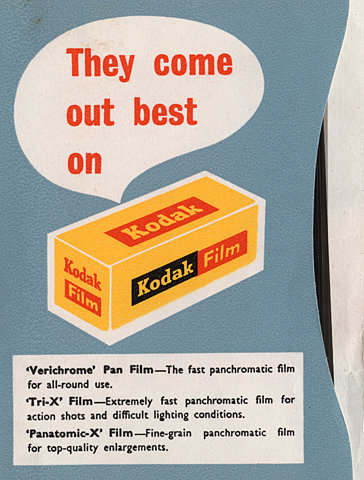 They come
out best
on
Kodak
Kodak
Film
Kodak Film
'Verichrome' Pan Film—The fast panchromatic film
for all-round use.
'Tri-X' Film—Extremely fast panchromatic film for
action shots and difficult lighting conditions.
'Panatomic-X' Film—Fine-grain panchromatic film
for top-quality enlargements.